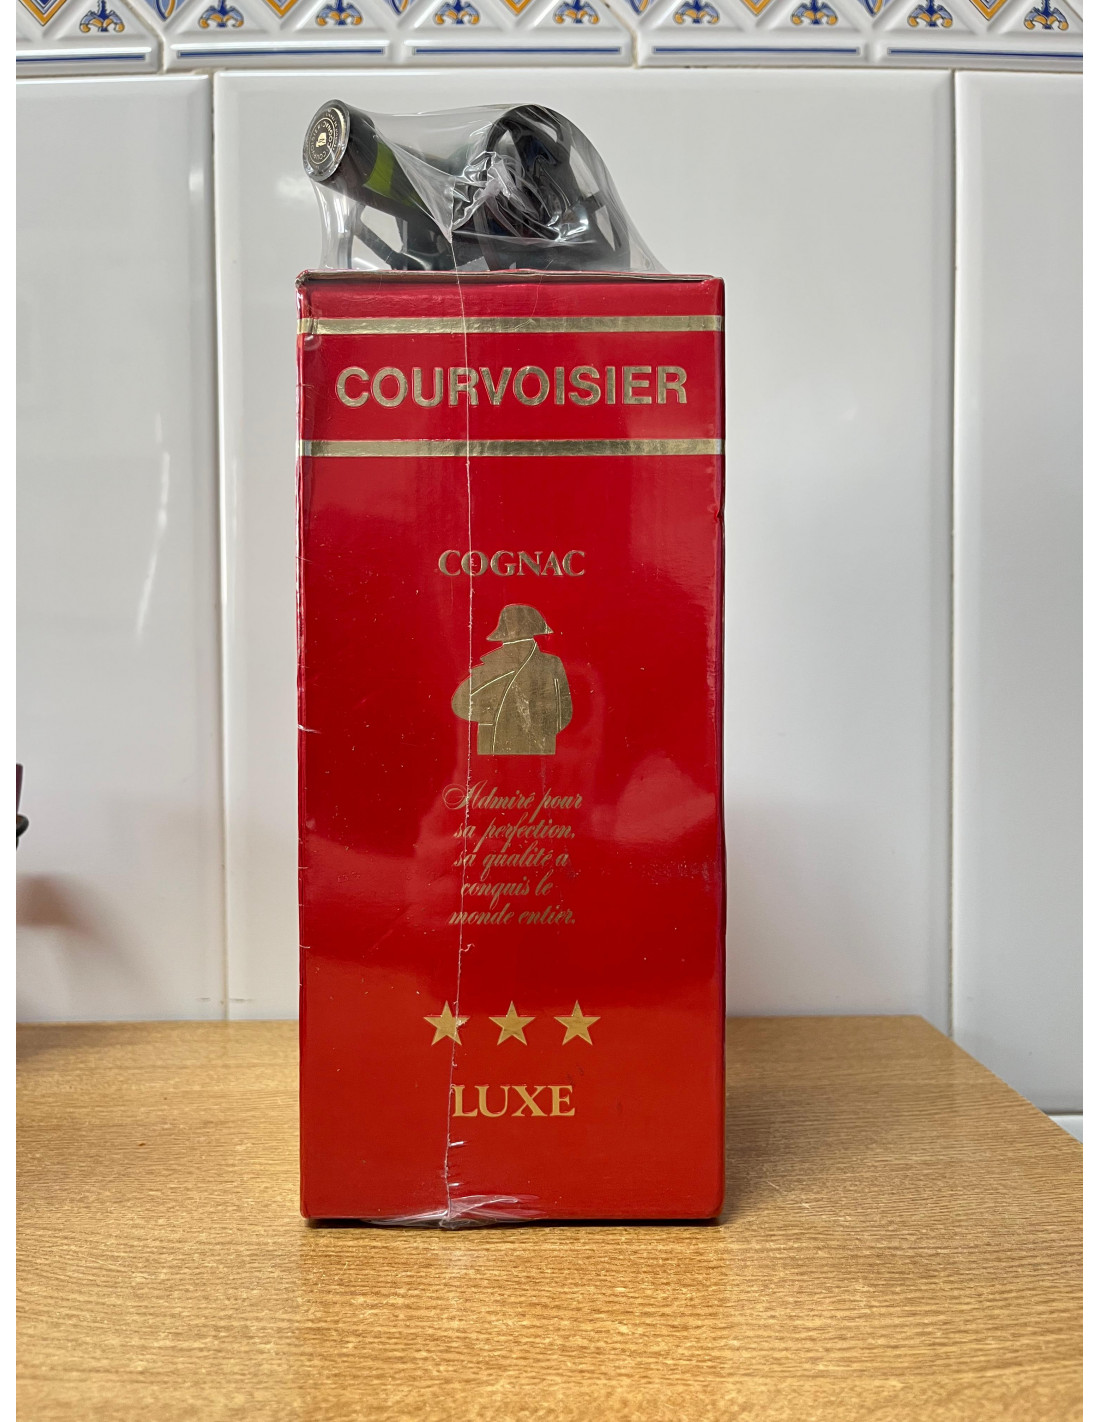 COURVOISIER
COGNAC
Admiré pour
sa perfection,
sa qualité a
conquis le
monde entier.
LUXE